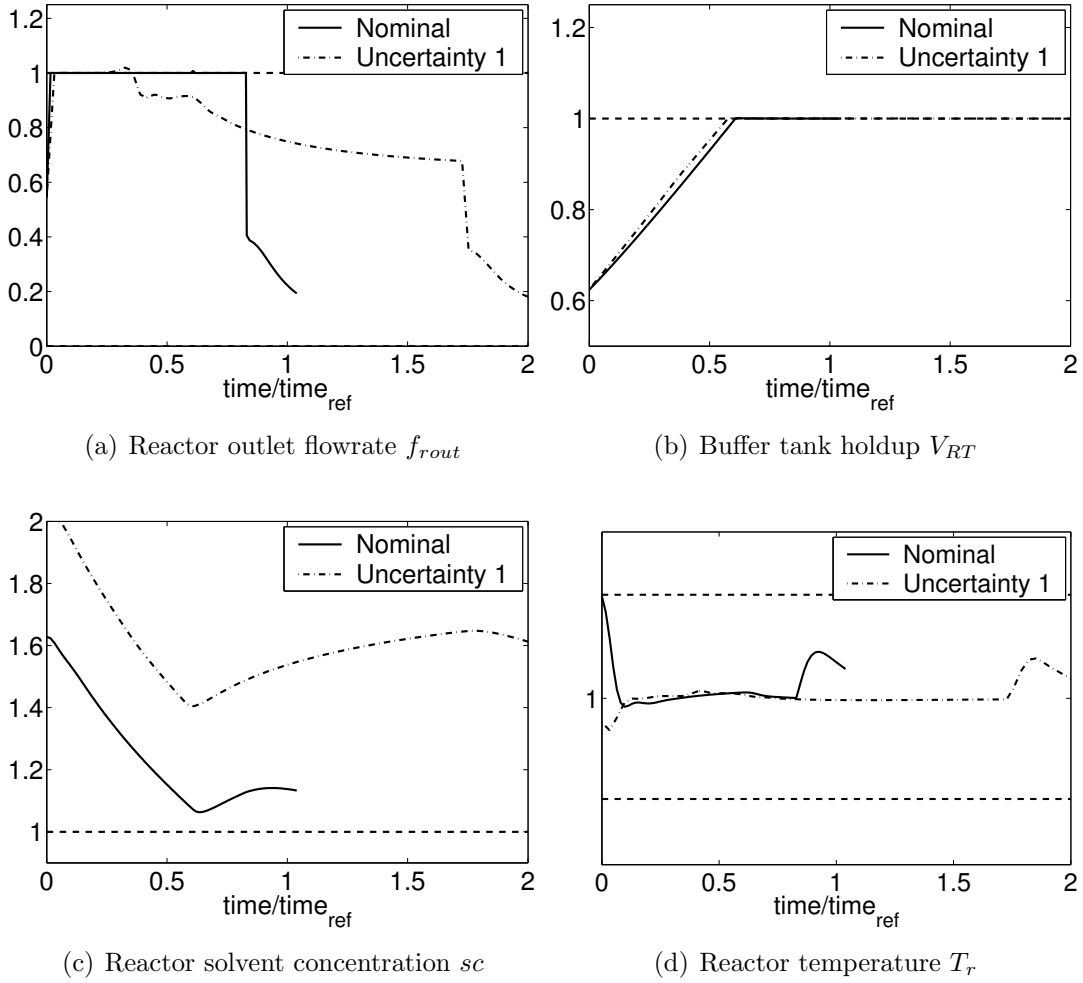 Nominal
Uncertainty 1
1.2
1
0.8
0.6
0.4
0.2
0
0 0.5 1 1.5 2
time/time_ref
(a) Reactor outlet flowrate f_rout
Nominal
Uncertainty 1
1.2
1
0.8
0.6
0 0.5 1 1.5 2
time/time_ref
(b) Buffer tank holdup V_RT
Nominal
Uncertainty 1
2
1.8
1.6
1.4
1.2
1
0 0.5 1 1.5 2
time/time_ref
(c) Reactor solvent concentration sc
Nominal
Uncertainty 1
1
0 0.5 1 1.5 2
time/time_ref
(d) Reactor temperature T_r